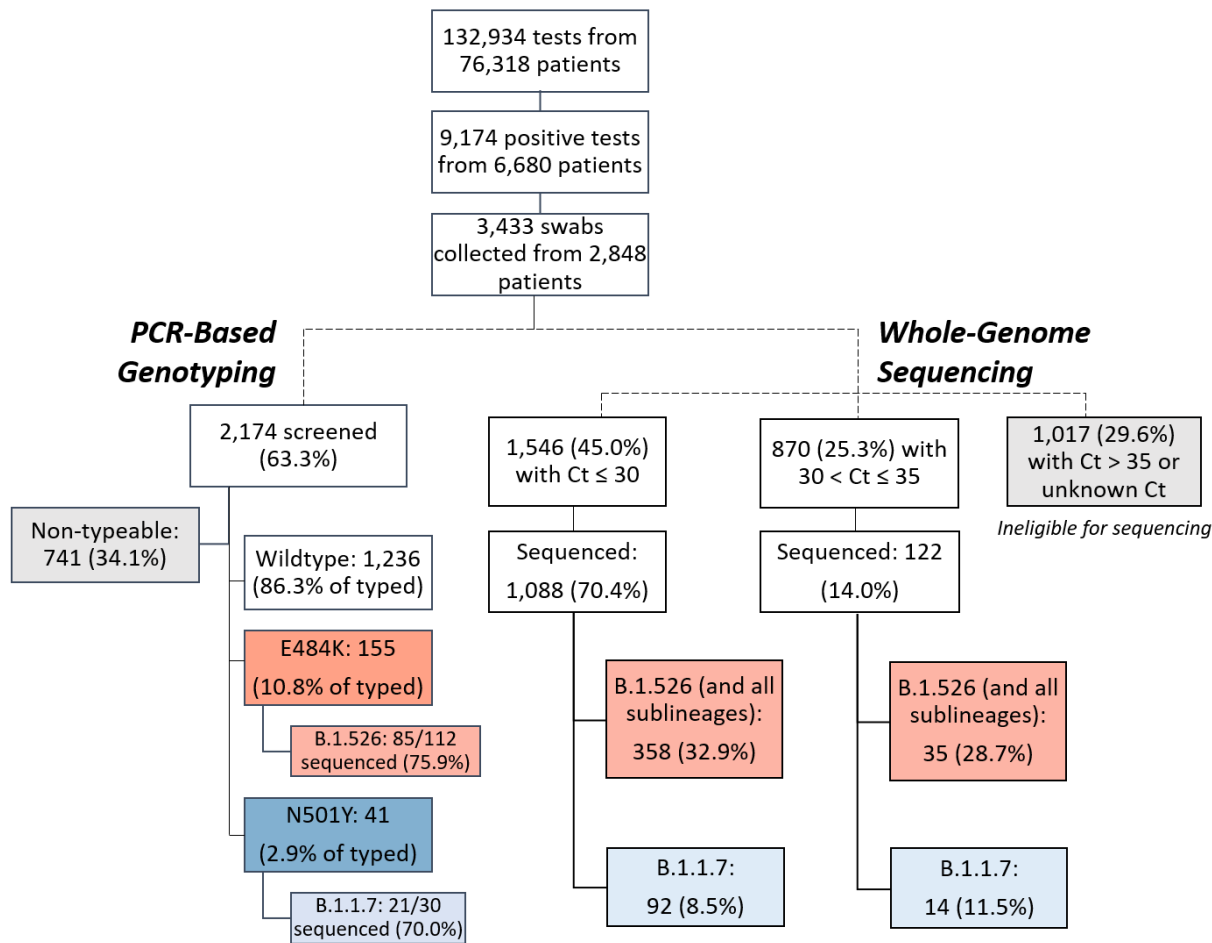 132,934 tests from
76,318 patients
9,174 positive tests
from 6,680 patients
3,433 swabs
collected from 2,848
patients
PCR-Based
Genotyping
Whole-Genome
Sequencing
2,174 screened
(63.3%)
Non-typeable:
741 (34.1%)
Wildtype: 1,236
(86.3% of typed)
E484K: 155
(10.8% of typed)
B.1.526: 85/112
sequenced (75.9%)
N501Y: 41
(2.9% of typed)
B.1.1.7: 21/30
sequenced (70.0%)
1,546 (45.0%)
with Ct ≤ 30
Sequenced:
1,088 (70.4%)
B.1.526 (and all
sublineages):
358 (32.9%)
B.1.1.7:
92 (8.5%)
870 (25.3%) with
30 < Ct ≤ 35
Sequenced: 122
(14.0%)
B.1.526 (and all
sublineages):
35 (28.7%)
B.1.1.7:
14 (11.5%)
1,017 (29.6%)
with Ct > 35 or
unknown Ct
Ineligible for sequencing